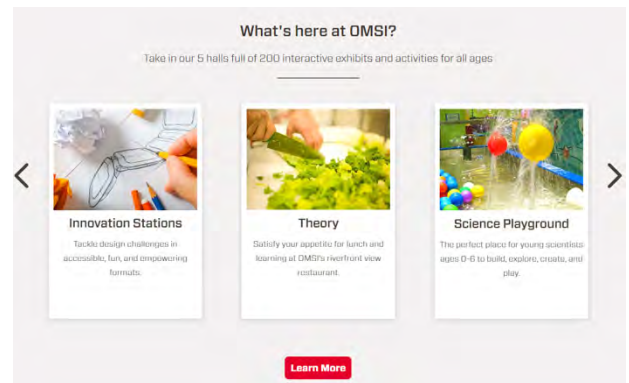 What's here at OMSI?
Take in our 5 halls full of 200 interactive exhibits and activities for all ages
Innovation Stations
Tackle design challenges in
accessible, fun, and empowering
formats.
Theory
Satisfy your appetite for lunch and
learning at OMSI's riverfront view
restaurant.
Science Playground
The perfect place for young scientists
ages 0-6 to build, explore, create, and
play.
Learn More